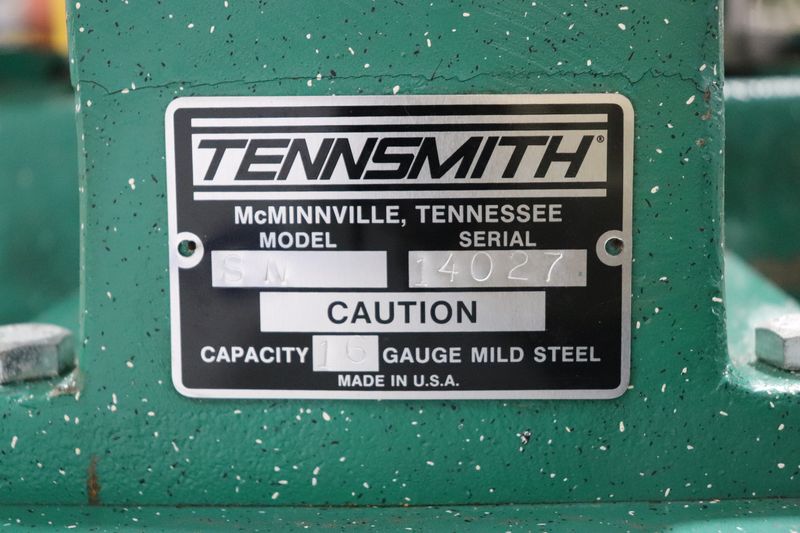 TENNSMITH®
McMINNVILLE, TENNESSEE
MODEL SERIAL
SN 14027
CAUTION
CAPACITY 16 GAUGE MILD STEEL
MADE IN U.S.A.